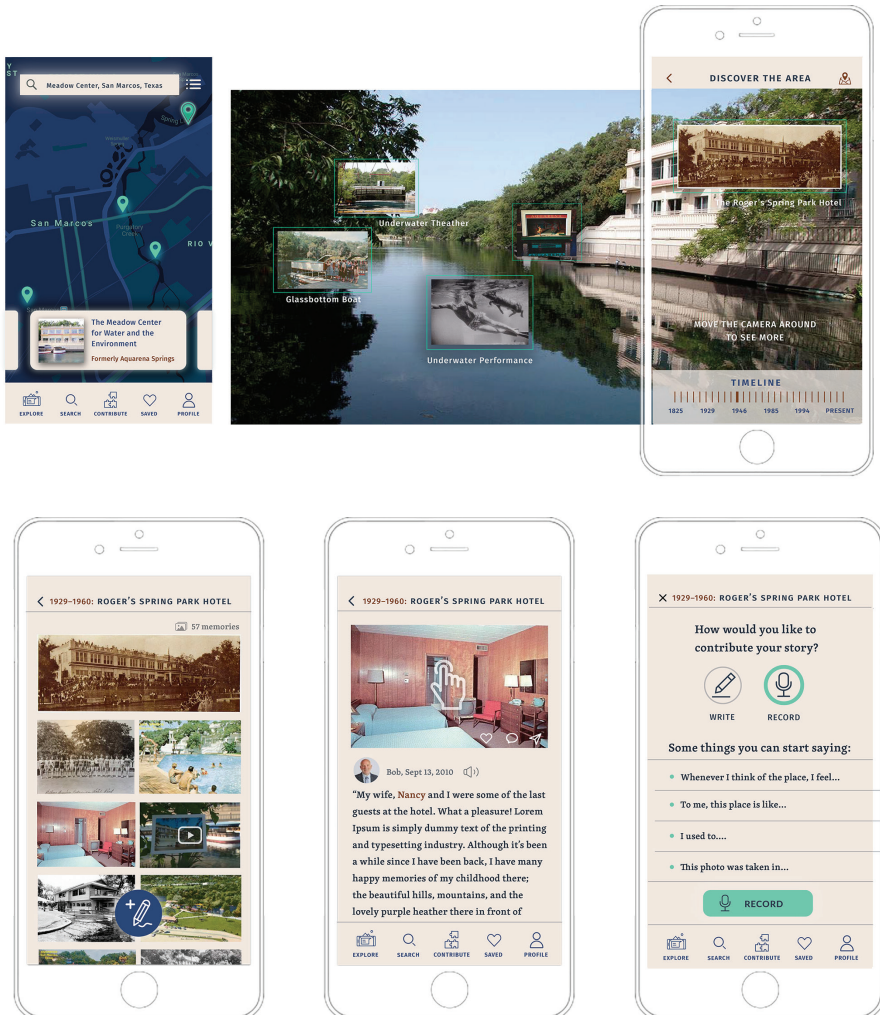 Y
ST
Meadow Center, San Marcos, Texas
Spring L
San Marcos
Purgatory
Creek
RIO V
The Meadow Center
for Water and the
Environment
Formerly Aquarena Springs
EXPLORE
SEARCH
CONTRIBUTE
SAVED
PROFILE
Underwater Theather
Glassbottom Boat
Underwater Performance
DISCOVER THE AREA
The Roger's Spring Park Hotel
MOVE THE CAMERA AROUND
TO SEE MORE
TIMELINE
1825 1929 1946 1985 1994 PRESENT
1929–1960: ROGER'S SPRING PARK HOTEL
57 memories
1929–1960: ROGER'S SPRING PARK HOTEL
Bob, Sept 13, 2010
“My wife, Nancy and I were some of the last
guests at the hotel. What a pleasure! Lorem
Ipsum is simply dummy text of the printing
and typesetting industry. Although it's been
a while since I have been back, I have many
happy memories of my childhood there;
the beautiful hills, mountains, and the
lovely purple heather there in front of
EXPLORE
SEARCH
CONTRIBUTE
SAVED
PROFILE
1929–1960: ROGER'S SPRING PARK HOTEL
How would you like to
contribute your story?
WRITE
RECORD
Some things you can start saying:
Whenever I think of the place, I feel...
To me, this place is like...
I used to....
This photo was taken in...
RECORD
EXPLORE
SEARCH
CONTRIBUTE
SAVED
PROFILE